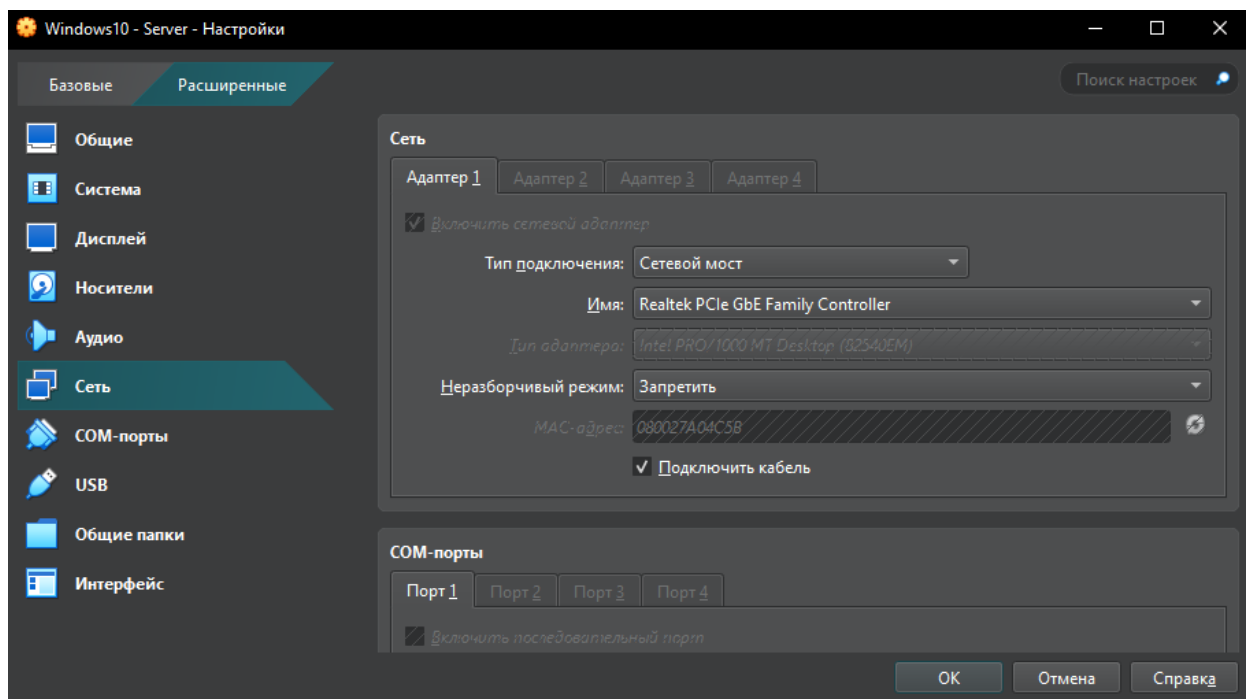 Windows10 - Server - Настройки
Базовые Расширенные Поиск настроек
Общие
Система
Дисплей
Носители
Аудио
Сеть
COM-порты
USB
Общие папки
Интерфейс
Сеть
Адаптер 1 Адаптер 2 Адаптер 3 Адаптер 4
Включить сетевой адаптер
Тип подключения: Сетевой мост
Имя: Realtek PCIe GbE Family Controller
Тип адаптера: Intel PRO/1000 MT Desktop (82540EM)
Неразборчивый режим: Запретить
MAC-адрес: 080027A04C5B
Подключить кабель
COM-порты
Порт 1 Порт 2 Порт 3 Порт 4
Включить последовательный порт
OK Отмена Справка